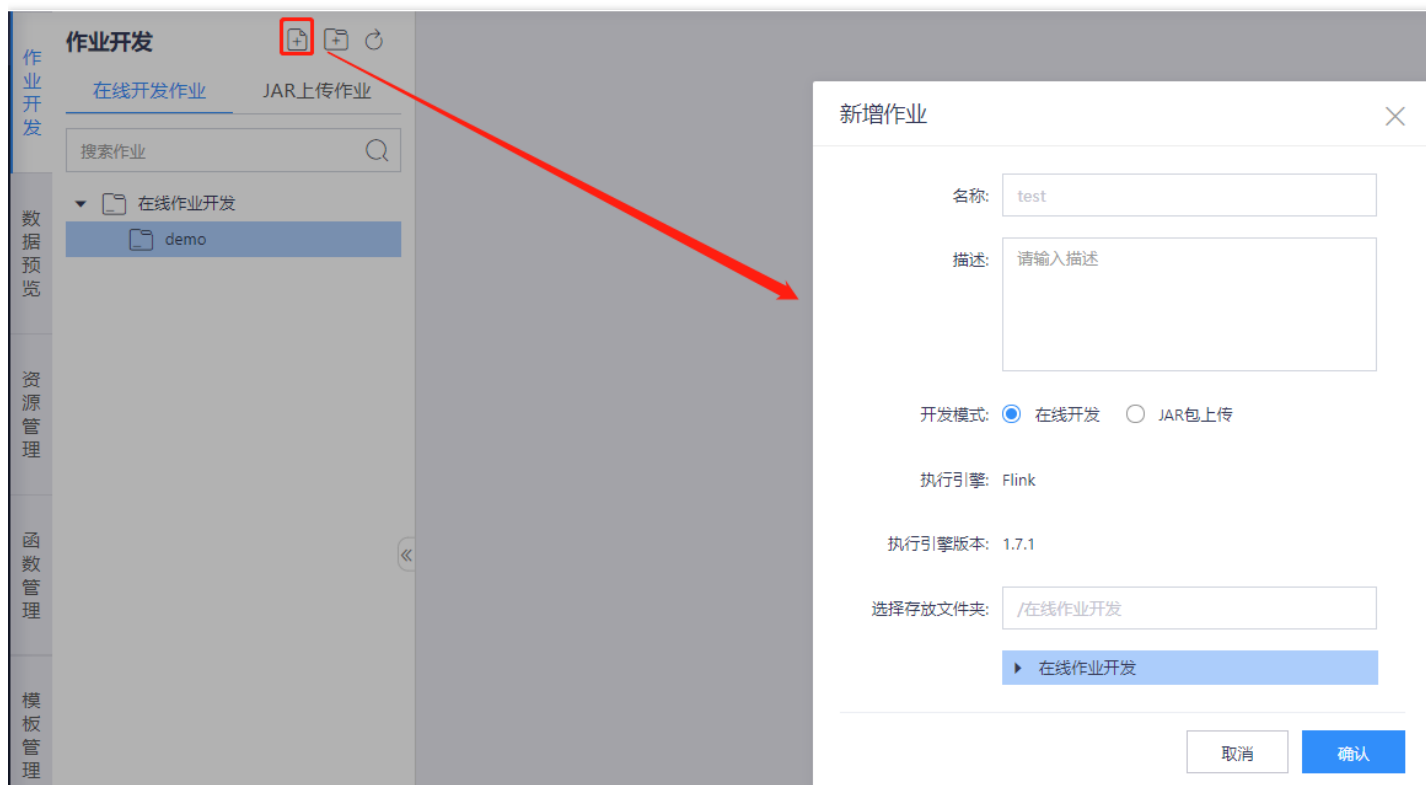 作业开发
数据预览
资源管理
函数管理
模板管理
作业开发
在线开发作业 JAR上传作业
搜索作业
在线作业开发
demo
新增作业
名称: test
描述: 请输入描述
开发模式: 在线开发 JAR包上传
执行引擎: Flink
执行引擎版本: 1.7.1
选择存放文件夹: /在线作业开发
在线作业开发
取消 确认